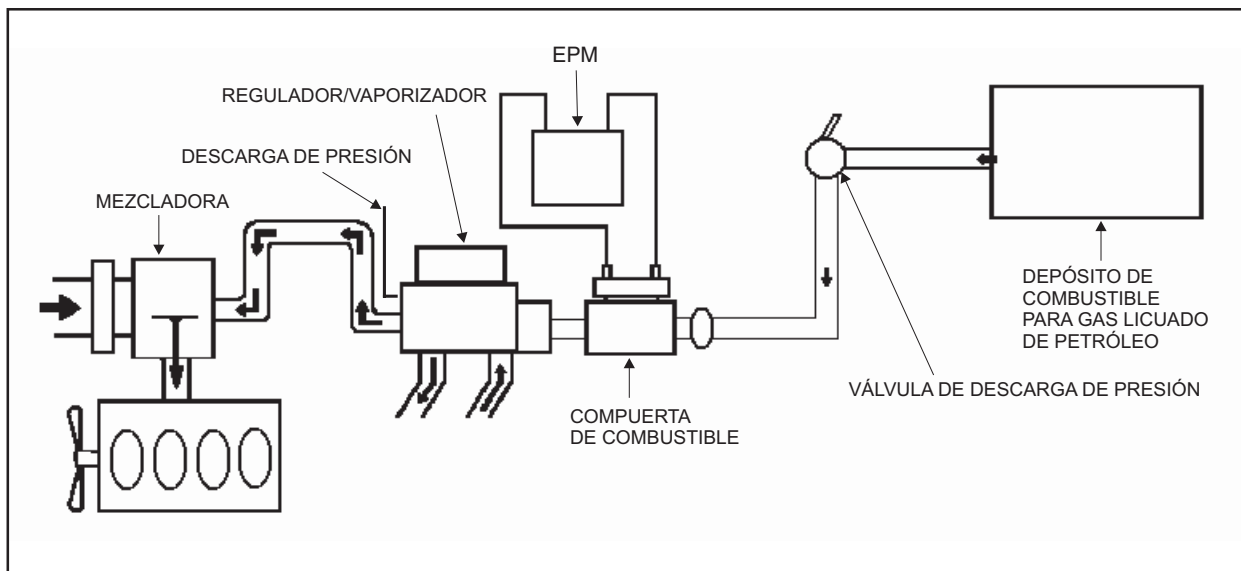 EPM
REGULADOR/VAPORIZADOR
DESCARGA DE PRESIÓN
MEZCLADORA
DEPÓSITO DE
COMBUSTIBLE
PARA GAS LICUADO
DE PETRÓLEO
VÁLVULA DE DESCARGA DE PRESIÓN
COMPUERTA
DE COMBUSTIBLE